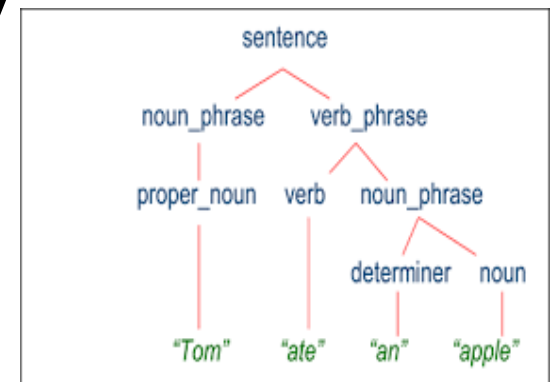 sentence
noun_phrase verb_phrase
proper_noun verb noun_phrase
determiner noun
“Tom” “ate” “an” “apple”